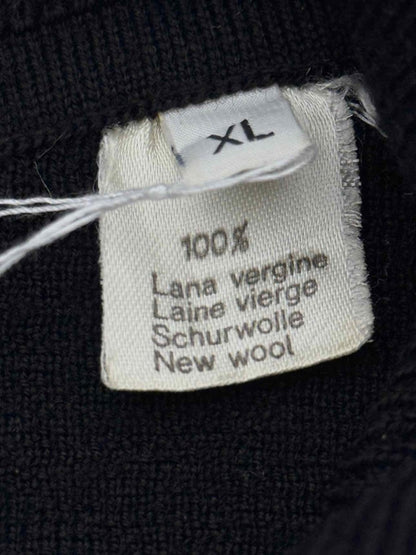 XL
100%
Lana vergine
Laine vierge
Schurwolle
New wool